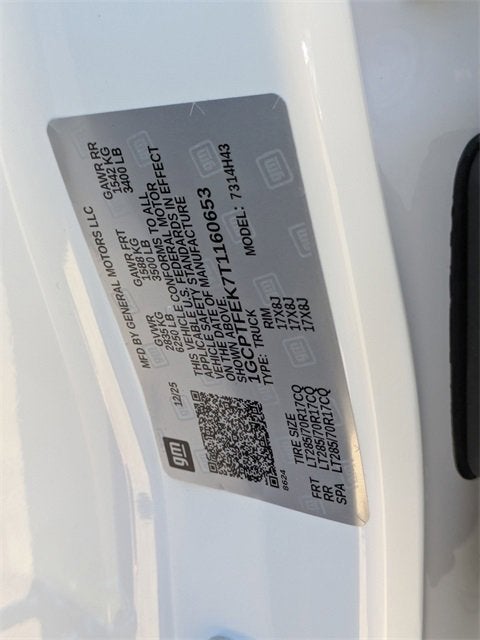 gm
12/25
MFD BY GENERAL MOTORS LLC
GVWR GAWR FRT GAWR RR
2835 KG 1588 KG 1542 KG
6250 LB 3500 LB 3400 LB
THIS VEHICLE CONFORMS TO ALL
APPLICABLE U.S. FEDERAL MOTOR
VEHICLE SAFETY STANDARDS IN EFFECT
ON THE DATE OF MANUFACTURE
SHOWN ABOVE.
1GCPTFEK7T1160653
TYPE: TRUCK MODEL: 7314H43
8624
TIRE SIZE RIM
FRT LT285/70R17CQ 17X8J
RR LT285/70R17CQ 17X8J
SPA LT285/70R17CQ 17X8J